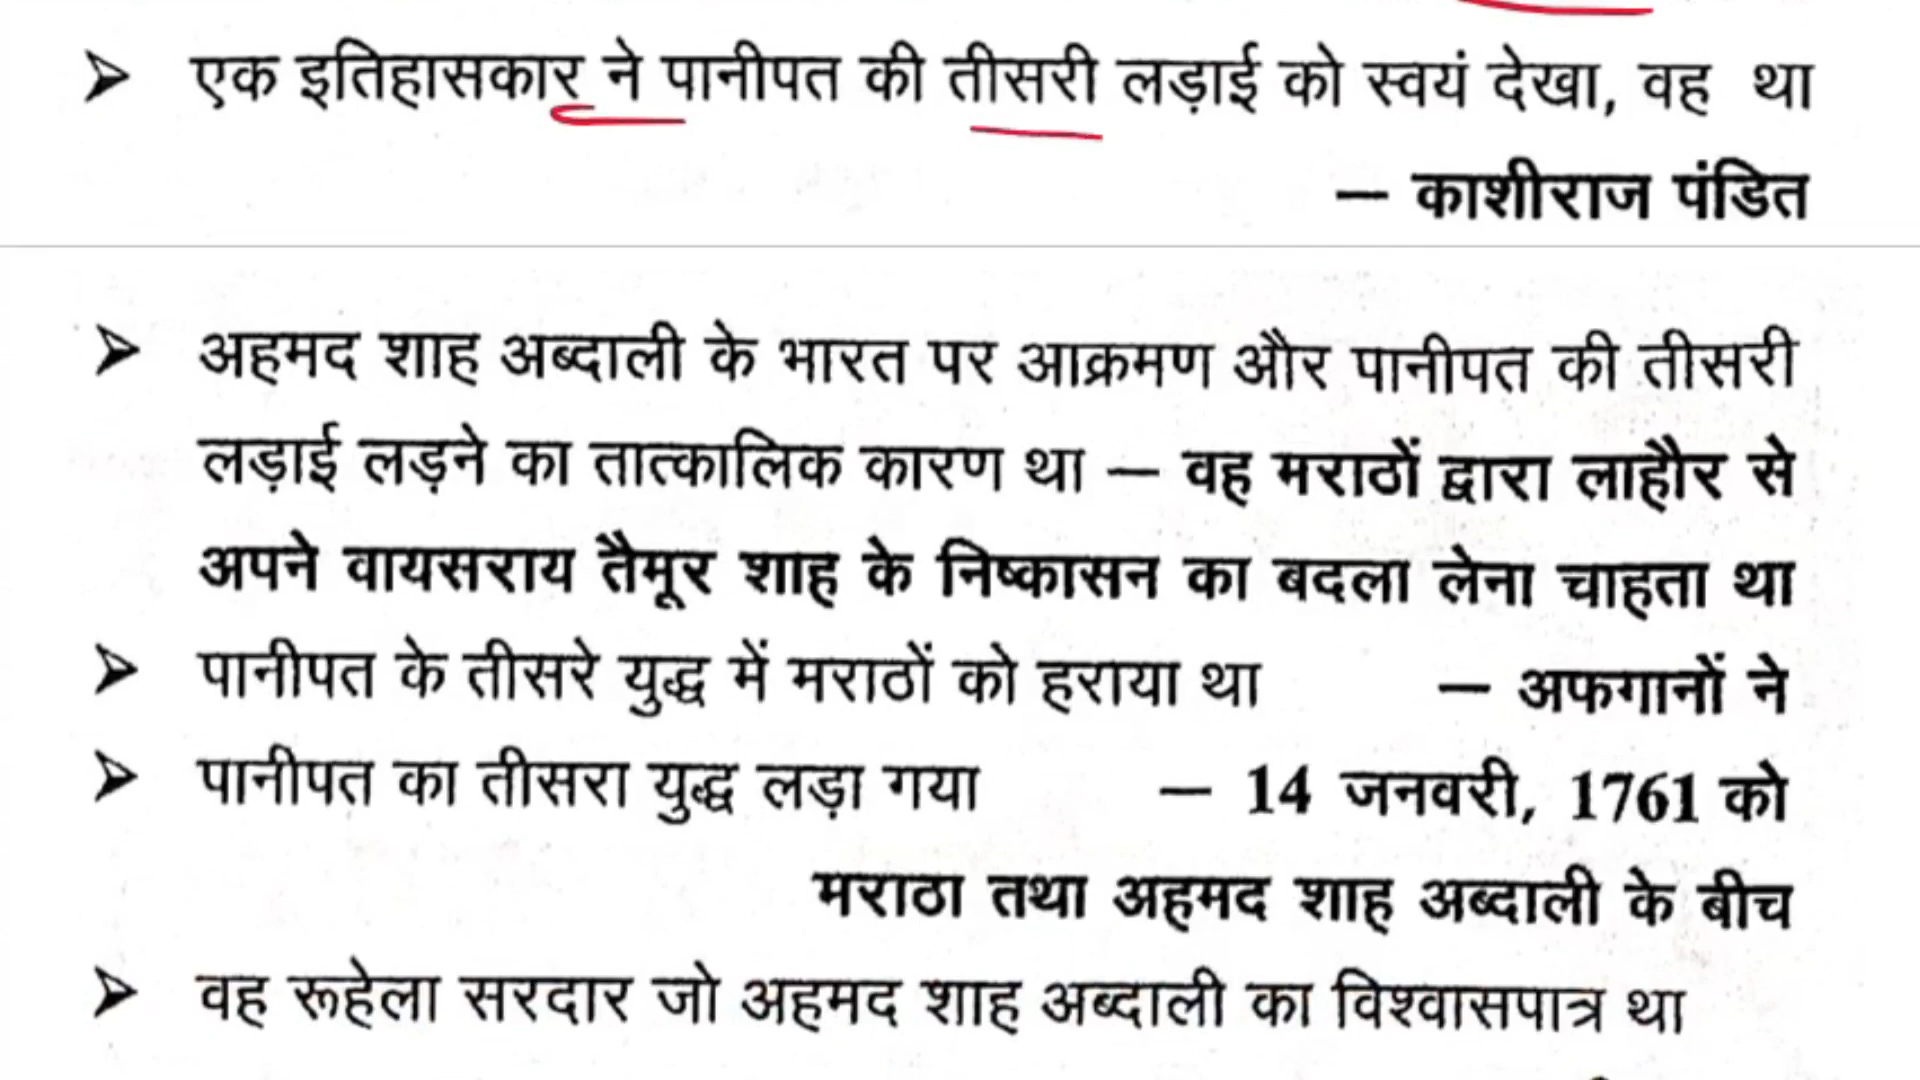 ➢ एक इतिहासकार ने पानीपत की तीसरी लड़ाई को स्वयं देखा, वह था
— काशीराज पंडित
➢ अहमद शाह अब्दाली के भारत पर आक्रमण और पानीपत की तीसरी
लड़ाई लड़ने का तात्कालिक कारण था — वह मराठों द्वारा लाहौर से
अपने वायसराय तैमूर शाह के निष्कासन का बदला लेना चाहता था
➢ पानीपत के तीसरे युद्ध में मराठों को हराया था — अफगानों ने
➢ पानीपत का तीसरा युद्ध लड़ा गया — 14 जनवरी, 1761 को
मराठा तथा अहमद शाह अब्दाली के बीच
➢ वह रूहेला सरदार जो अहमद शाह अब्दाली का विश्वासपात्र था